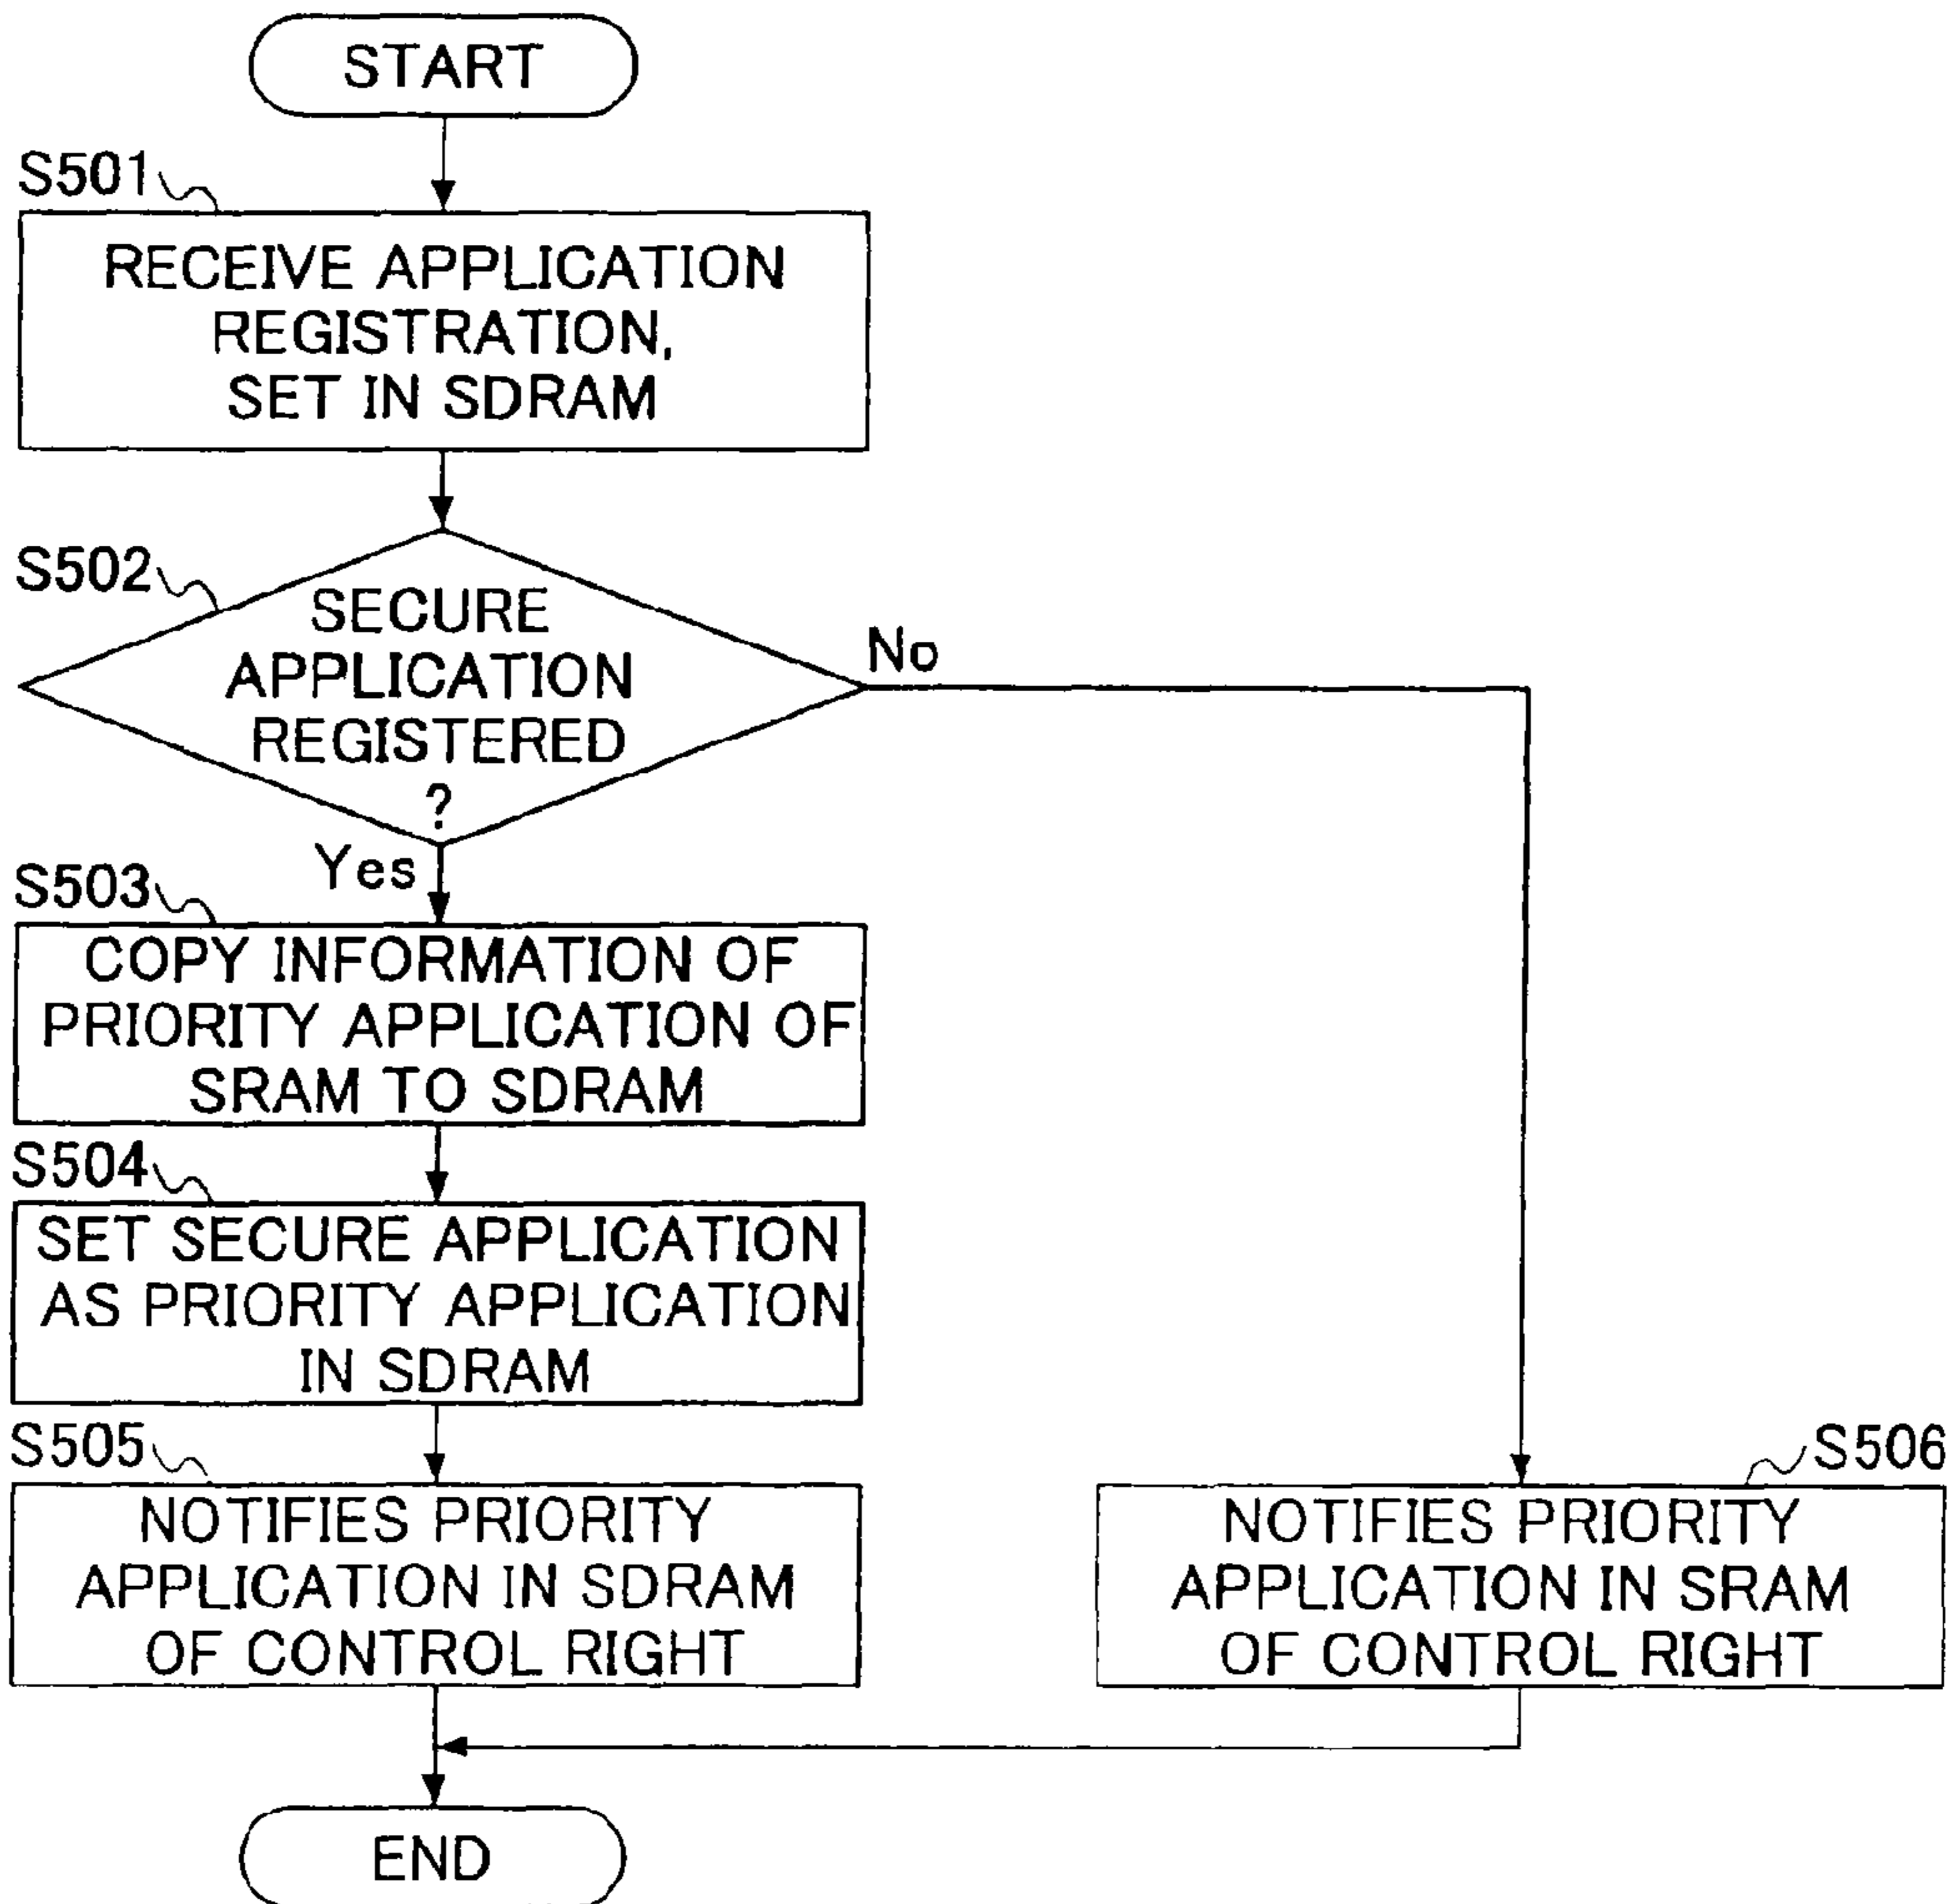 START
S501
RECEIVE APPLICATION
REGISTRATION,
SET IN SDRAM
S502
SECURE
APPLICATION
REGISTERED
?
No
Yes
S503
COPY INFORMATION OF
PRIORITY APPLICATION OF
SRAM TO SDRAM
S504
SET SECURE APPLICATION
AS PRIORITY APPLICATION
IN SDRAM
S505
NOTIFIES PRIORITY
APPLICATION IN SDRAM
OF CONTROL RIGHT
S506
NOTIFIES PRIORITY
APPLICATION IN SRAM
OF CONTROL RIGHT
END